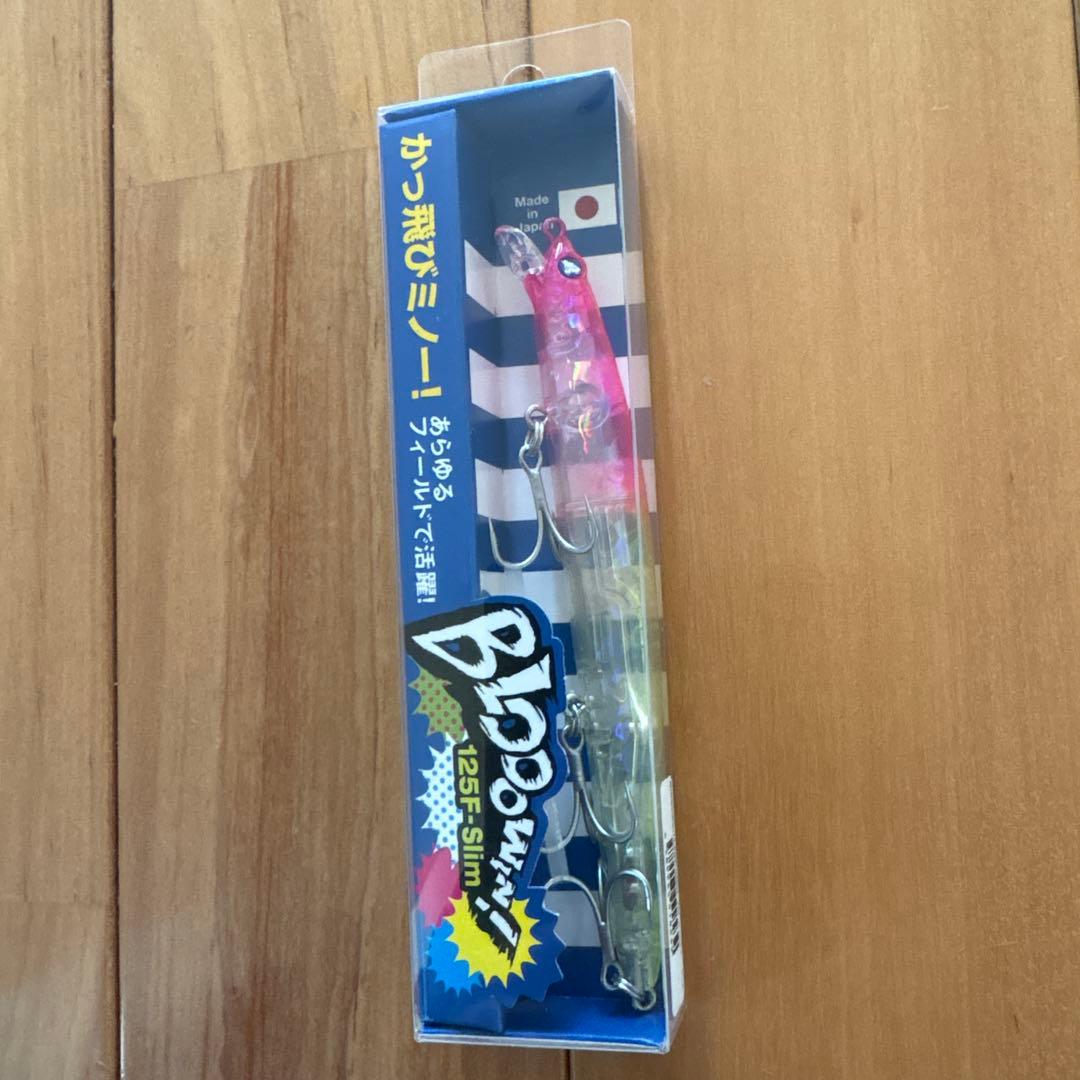 かっ飛びミノー!
あらゆる
フィールドで活躍!
Made
in
Japan
BLOOOWIN!
125F-Slim